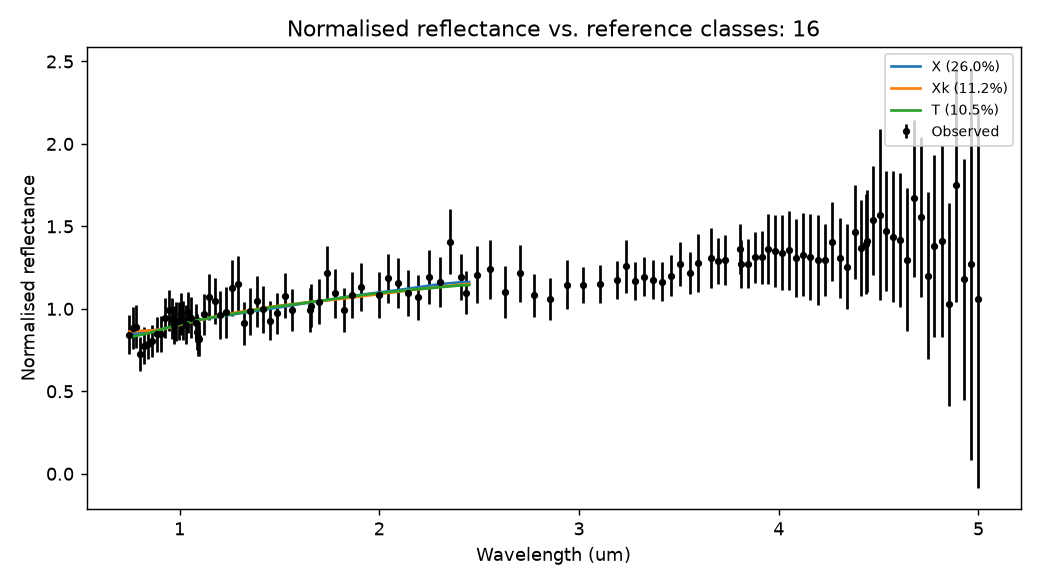 Normalised reflectance vs. reference classes: 16
Normalised reflectance
2.5
2.0
1.5
1.0
0.5
0.0
X (26.0%)
Xk (11.2%)
T (10.5%)
Observed
1
2
3
4
5
Wavelength (um)